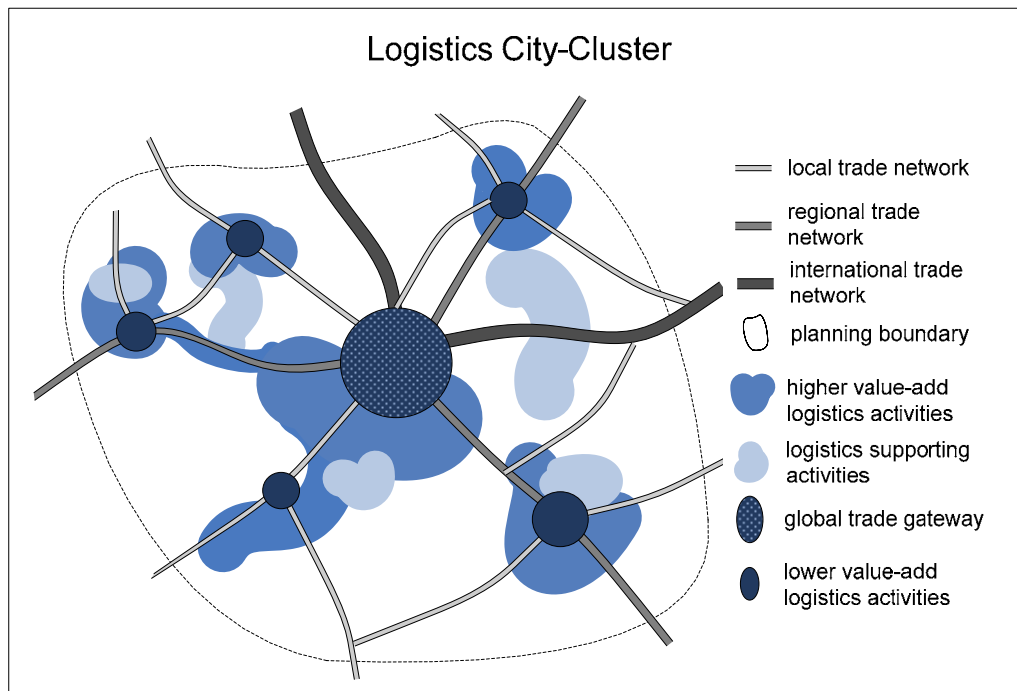 Logistics City-Cluster
local trade network
regional trade
network
international trade
network
planning boundary
higher value-add
logistics activities
logistics supporting
activities
global trade gateway
lower value-add
logistics activities